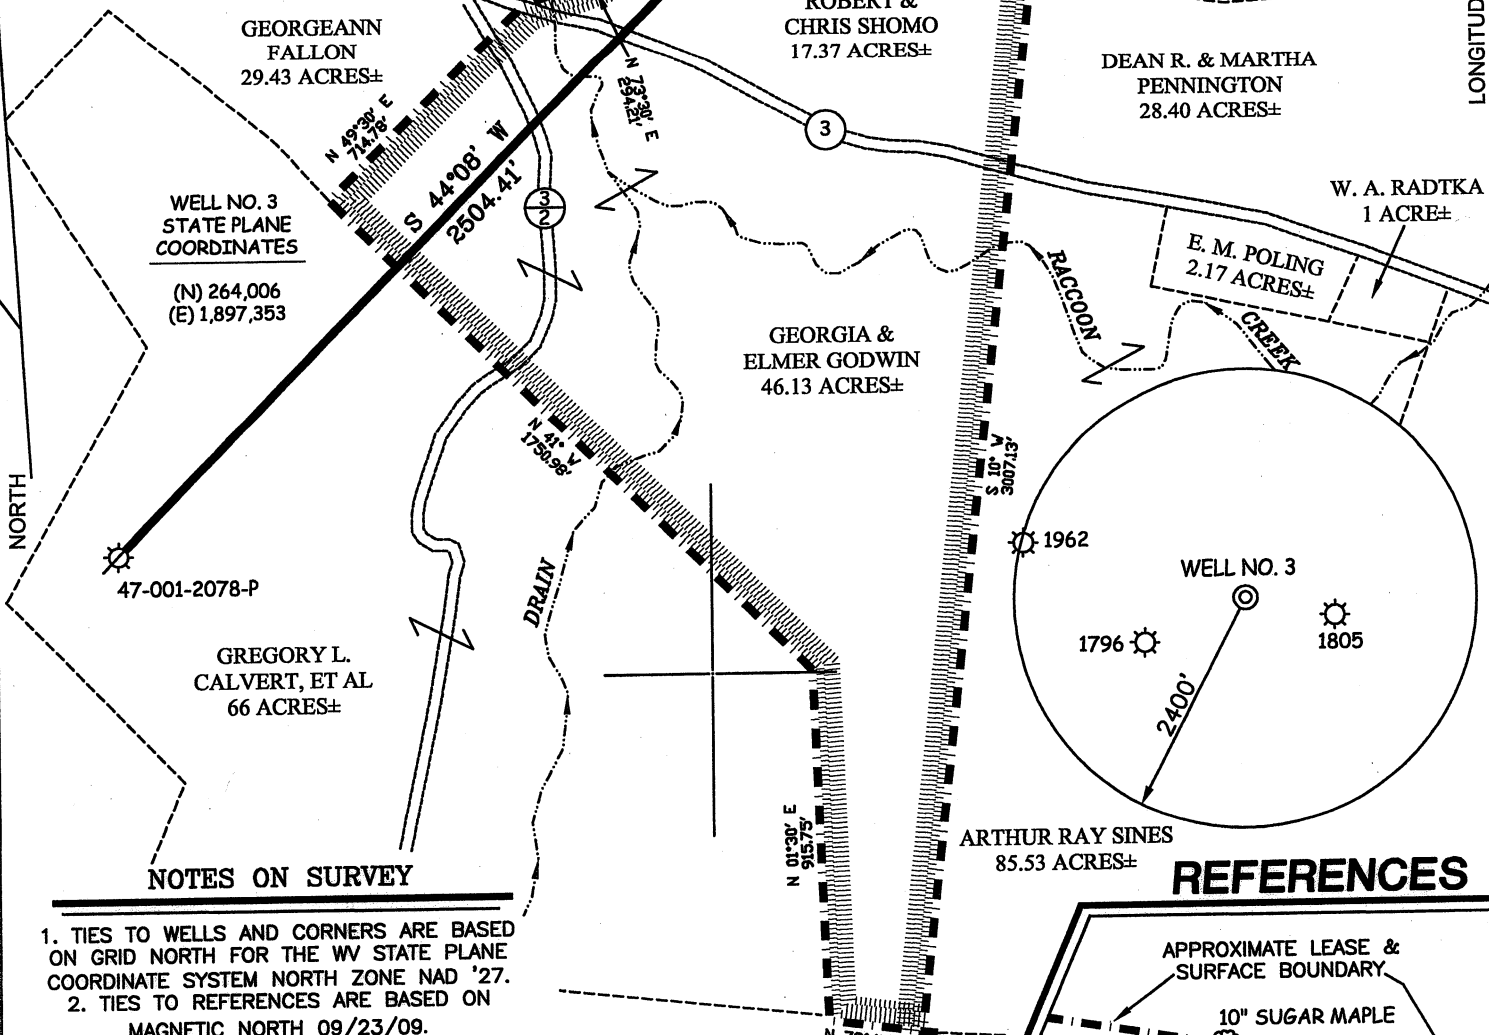 GEORGEANN
FALLON
29.43 ACRES±
ROBERT &
CHRIS SHOMO
17.37 ACRES±
DEAN R. & MARTHA
PENNINGTON
28.40 ACRES±
LONGITUD
N 49°30' E
714.78'
N 73°30' E
294.21'
S 44°08' W
2504.41'
3
3
2
WELL NO. 3
STATE PLANE
COORDINATES
(N) 264,006
(E) 1,897,353
W. A. RADTKA
1 ACRE±
E. M. POLING
2.17 ACRES±
RACCOON
CREEK
GEORGIA &
ELMER GODWIN
46.13 ACRES±
N 41° W
1750.98'
S 10° W
3007.13'
NORTH
47-001-2078-P
DRAIN
1962
WELL NO. 3
1796
1805
2400'
GREGORY L.
CALVERT, ET AL
66 ACRES±
N 01°30' E
915.75'
ARTHUR RAY SINES
85.53 ACRES±
NOTES ON SURVEY
1. TIES TO WELLS AND CORNERS ARE BASED
ON GRID NORTH FOR THE WV STATE PLANE
COORDINATE SYSTEM NORTH ZONE NAD '27.
2. TIES TO REFERENCES ARE BASED ON
MAGNETIC NORTH 09/23/09.
REFERENCES
APPROXIMATE LEASE &
SURFACE BOUNDARY
10" SUGAR MAPLE